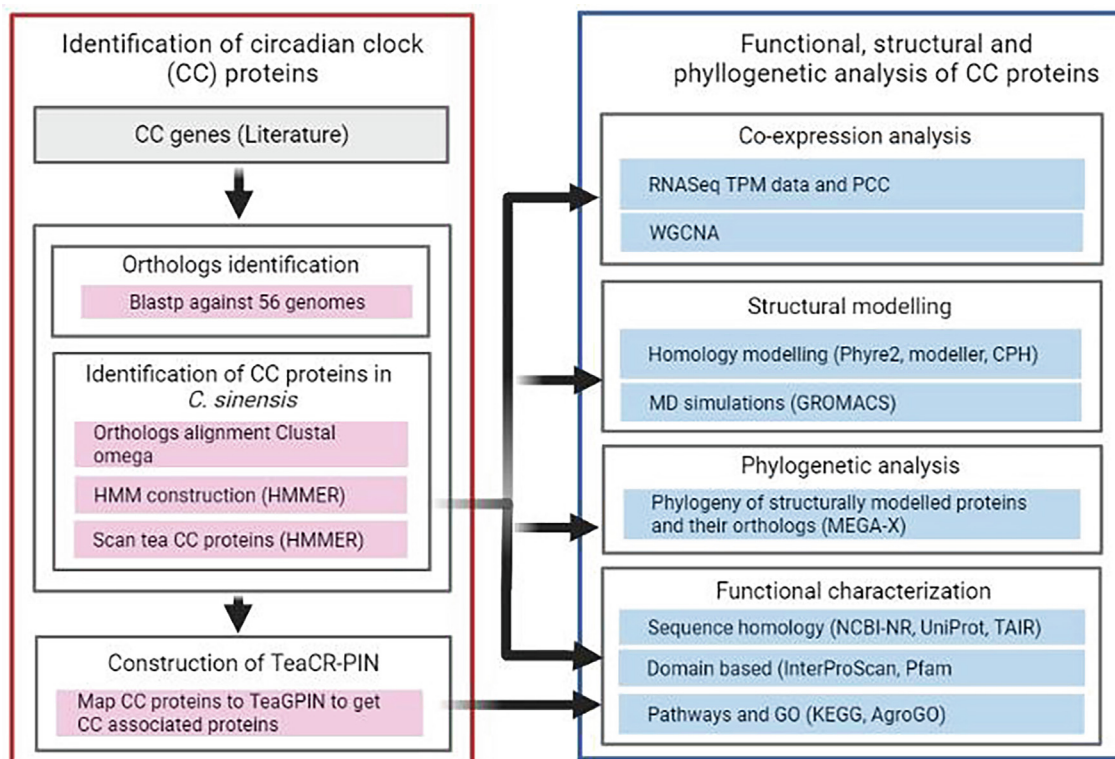 Identification of circadian clock
(CC) proteins
CC genes (Literature)
Orthologs identification
Blastp against 56 genomes
Identification of CC proteins in
C. sinensis
Orthologs alignment Clustal
omega
HMM construction (HMMER)
Scan tea CC proteins (HMMER)
Construction of TeaCR-PIN
Map CC proteins to TeaGPIN to get
CC associated proteins
Functional, structural and
phyllogenetic analysis of CC proteins
Co-expression analysis
RNASeq TPM data and PCC
WGCNA
Structural modelling
Homology modelling (Phyre2, modeller, CPH)
MD simulations (GROMACS)
Phylogenetic analysis
Phylogeny of structurally modelled proteins
and their orthologs (MEGA-X)
Functional characterization
Sequence homology (NCBI-NR, UniProt, TAIR)
Domain based (InterProScan, Pfam
Pathways and GO (KEGG, AgroGO)